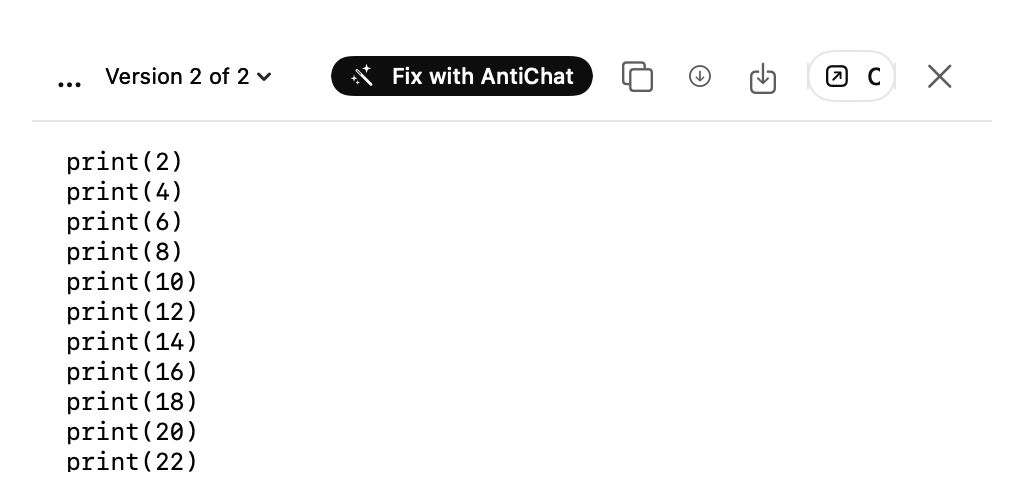 ... Version 2 of 2 Fix with AntiChat C
print(2)
print(4)
print(6)
print(8)
print(10)
print(12)
print(14)
print(16)
print(18)
print(20)
print(22)